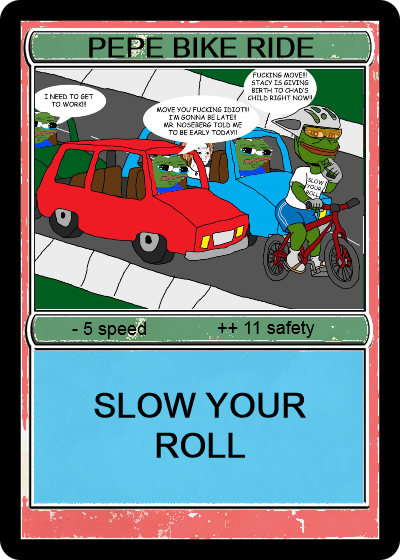 PEPE BIKE RIDE
FUCKING MOVE!!!
STACY IS GIVING
BIRTH TO CHAD'S
CHILD RIGHT NOW!!
I NEED TO GET
TO WORK!!!
MOVE YOU FUCKING IDIOT!!!
I'M GONNA BE LATE!!
MR. NOSEBERG TOLD ME
TO BE EARLY TODAY!!
SLOW
YOUR
ROLL
- 5 speed
++ 11 safety
SLOW YOUR
ROLL